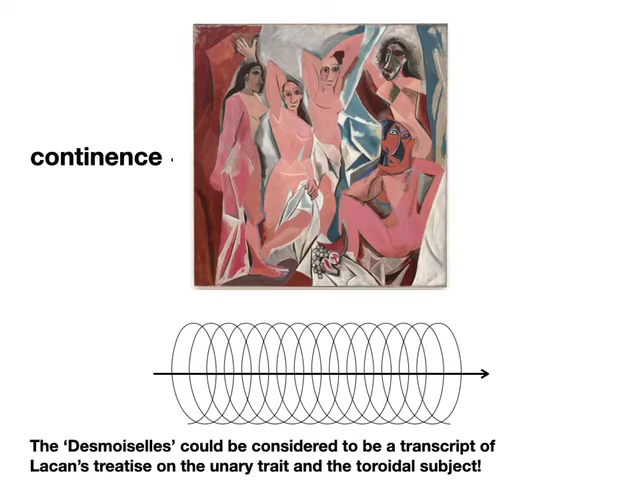 continence
The ‘Desmoiselles’ could be considered to be a transcript of
Lacan’s treatise on the unary trait and the toroidal subject!